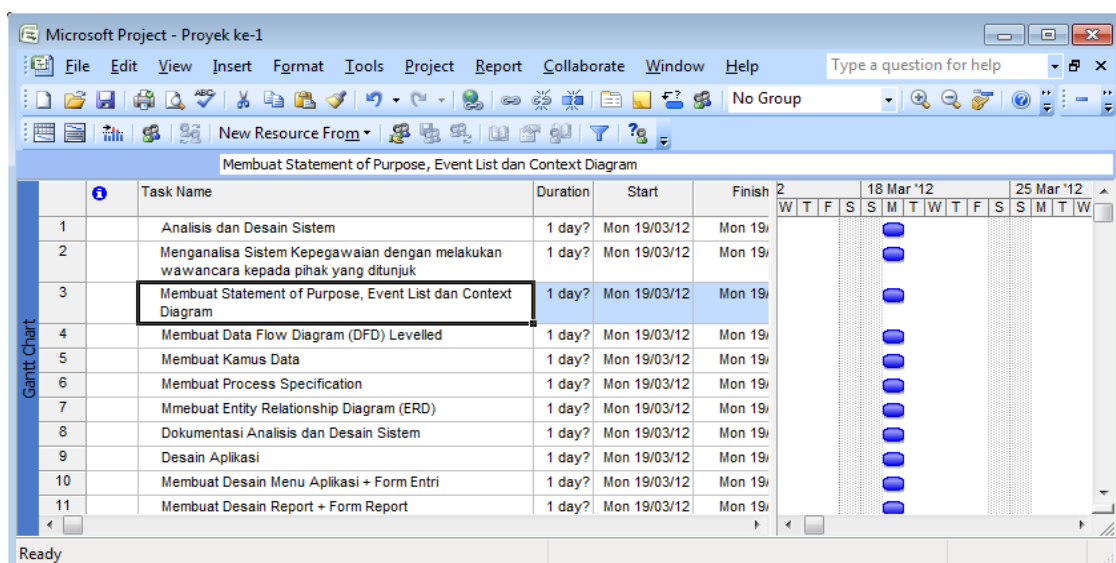 Microsoft Project - Proyek ke-1
File Edit View Insert Format Tools Project Report Collaborate Window Help Type a question for help
ABC No Group
New Resource From
Membuat Statement of Purpose, Event List dan Context Diagram
Task Name Duration Start Finish 2 18 Mar '12 25 Mar '12
W T F S S M T W T F S S M T W
1 Analisis dan Desain Sistem 1 day? Mon 19/03/12 Mon 19/
2 Menganalisa Sistem Kepegawaian dengan melakukan 1 day? Mon 19/03/12 Mon 19/
wawancara kepada pihak yang ditunjuk
3 Membuat Statement of Purpose, Event List dan Context 1 day? Mon 19/03/12 Mon 19/
Diagram
4 Membuat Data Flow Diagram (DFD) Levelled 1 day? Mon 19/03/12 Mon 19/
5 Membuat Kamus Data 1 day? Mon 19/03/12 Mon 19/
6 Membuat Process Specification 1 day? Mon 19/03/12 Mon 19/
7 Mmebuat Entity Relationship Diagram (ERD) 1 day? Mon 19/03/12 Mon 19/
8 Dokumentasi Analisis dan Desain Sistem 1 day? Mon 19/03/12 Mon 19/
9 Desain Aplikasi 1 day? Mon 19/03/12 Mon 19/
10 Membuat Desain Menu Aplikasi + Form Entri 1 day? Mon 19/03/12 Mon 19/
11 Membuat Desain Report + Form Report 1 day? Mon 19/03/12 Mon 19/
Gantt Chart
Ready